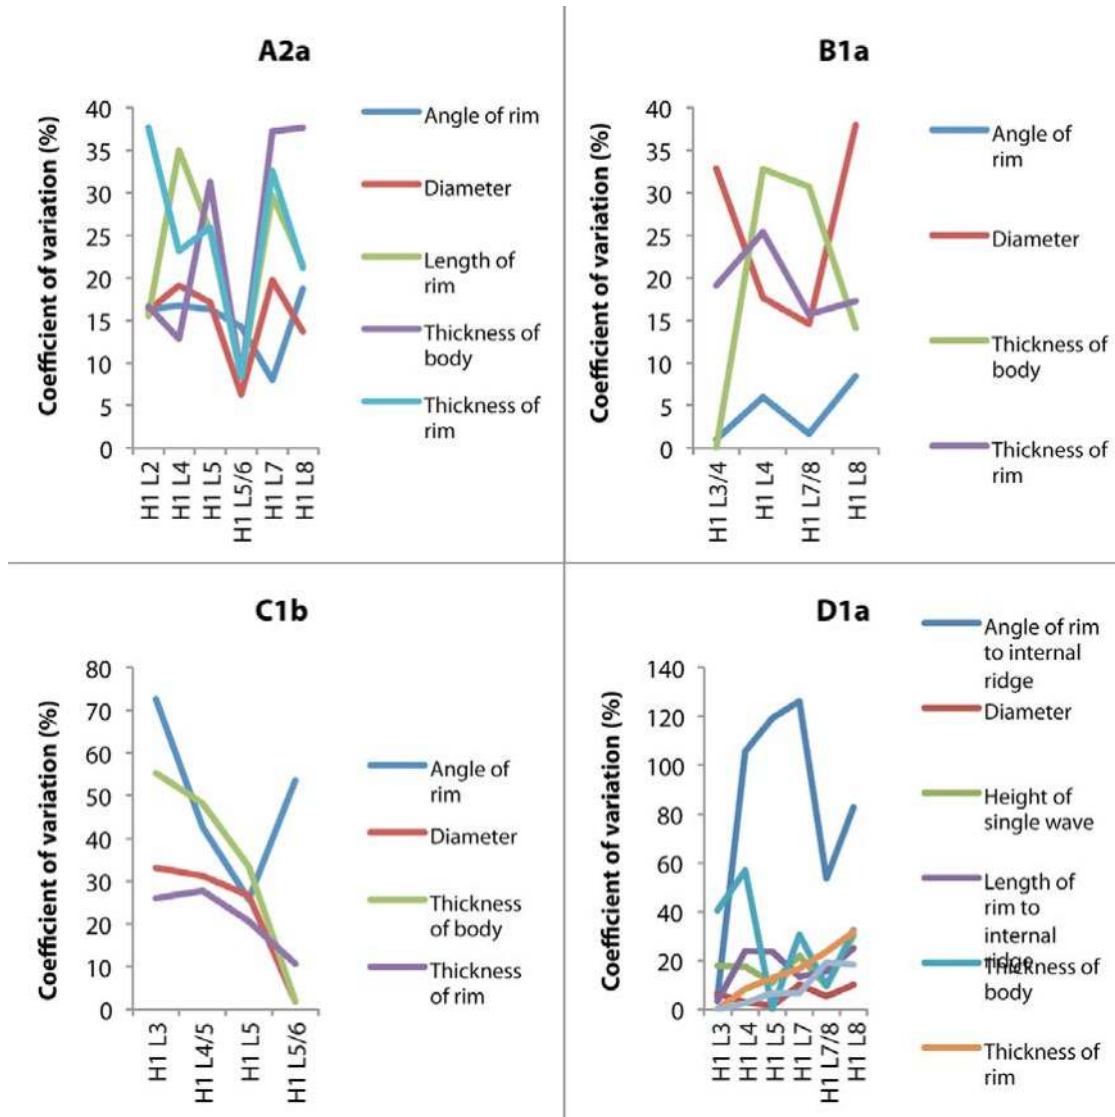 A2a
Coefficient of variation (%)
40
35
30
25
20
15
10
5
0
H1 L2
H1 L4
H1 L5
H1 L5/6
H1 L7
H1 L8
Angle of rim
Diameter
Length of
rim
Thickness of
body
Thickness of
rim
B1a
Coefficient of variation (%)
40
35
30
25
20
15
10
5
0
H1 L3/4
H1 L4
H1 L7/8
H1 L8
Angle of
rim
Diameter
Thickness of
body
Thickness of
rim
C1b
Coefficient of variation (%)
80
70
60
50
40
30
20
10
0
H1 L3
H1 L4/5
H1 L5
H1 L5/6
Angle of
rim
Diameter
Thickness
of body
Thickness
of rim
D1a
Coefficient of variation (%)
140
120
100
80
60
40
20
0
H1 L3
H1 L4
H1 L5
H1 L7
H1 L7/8
H1 L8
Angle of rim
to internal
ridge
Diameter
Height of
single wave
Length of
rim to
internal
ridge
Thickness of
body
Thickness of
rim